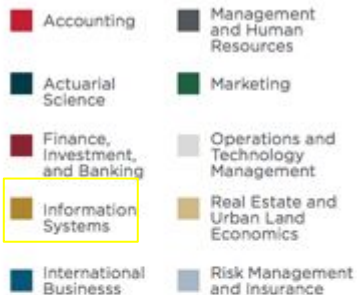 Accounting
Actuarial
Science
Finance,
Investment,
and Banking
Information
Systems
International
Businesss
Management
and Human
Resources
Marketing
Operations and
Technology
Management
Real Estate and
Urban Land
Economics
Risk Management
and Insurance